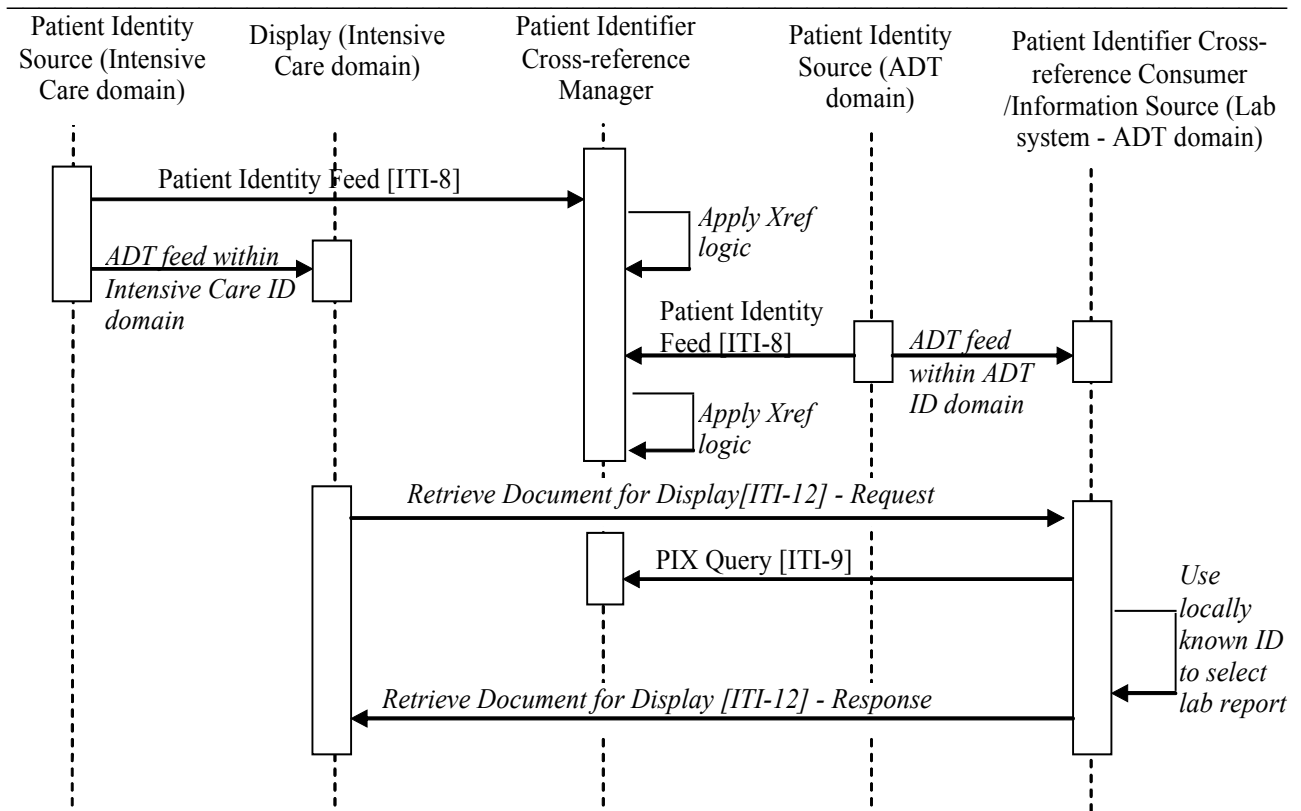 Patient Identity
Source (Intensive
Care domain)
Display (Intensive
Care domain)
Patient Identifier
Cross-reference
Manager
Patient Identity
Source (ADT
domain)
Patient Identifier Cross-
reference Consumer
/Information Source (Lab
system - ADT domain)
Patient Identity Feed [ITI-8]
Apply Xref
logic
ADT feed within
Intensive Care ID
domain
Patient Identity
Feed [ITI-8]
ADT feed
within ADT
ID domain
Apply Xref
logic
Retrieve Document for Display[ITI-12] - Request
PIX Query [ITI-9]
Use
locally
known ID
to select
lab report
Retrieve Document for Display [ITI-12] - Response